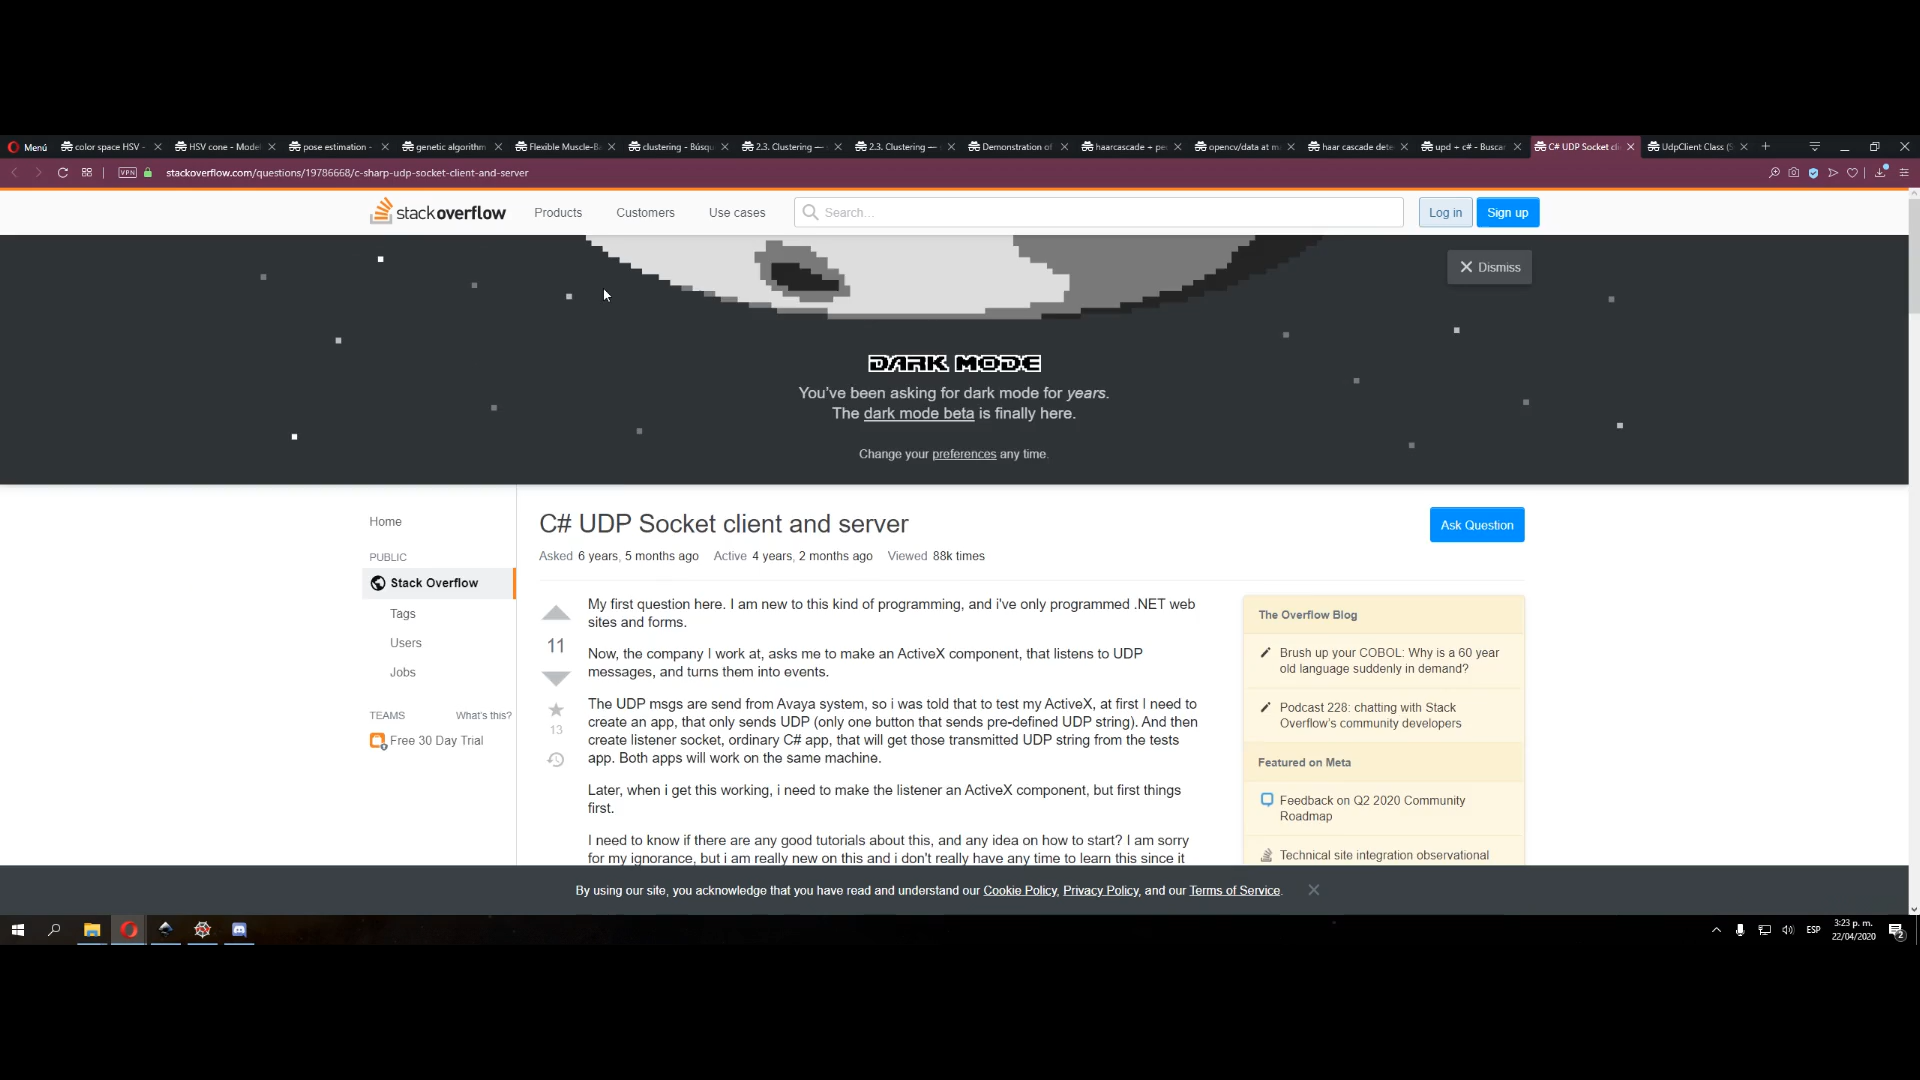 Menú
color space HSV -
HSV cone - Mode
pose estimation -
genetic algorithm
Flexible Muscle-B
clustering - Búsqu
2.3. Clustering —
2.3. Clustering —
Demonstration of
haarcascade + pe
opencv/data at m
haar cascade dete
upd + c# - Buscar
C# UDP Socket cli
UdpClient Class (S
VPN
stackoverflow.com/questions/19786668/c-sharp-udp-socket-client-and-server
stackoverflow
Products
Customers
Use cases
Search...
Log in
Sign up
Dismiss
DARK MODE
You've been asking for dark mode for years.
The dark mode beta is finally here.
Change your preferences any time.
Home
PUBLIC
Stack Overflow
Tags
Users
Jobs
TEAMS What's this?
Free 30 Day Trial
C# UDP Socket client and server
Ask Question
Asked 6 years, 5 months ago Active 4 years, 2 months ago Viewed 88k times
11
13
My first question here. I am new to this kind of programming, and i've only programmed .NET web
sites and forms.
Now, the company I work at, asks me to make an ActiveX component, that listens to UDP
messages, and turns them into events.
The UDP msgs are send from Avaya system, so i was told that to test my ActiveX, at first I need to
create an app, that only sends UDP (only one button that sends pre-defined UDP string). And then
create listener socket, ordinary C# app, that will get those transmitted UDP string from the tests
app. Both apps will work on the same machine.
Later, when i get this working, i need to make the listener an ActiveX component, but first things
first.
I need to know if there are any good tutorials about this, and any idea on how to start? I am sorry
for my ignorance, but i am really new on this and i don't really have any time to learn this since it
The Overflow Blog
Brush up your COBOL: Why is a 60 year
old language suddenly in demand?
Podcast 228: chatting with Stack
Overflow's community developers
Featured on Meta
Feedback on Q2 2020 Community
Roadmap
Technical site integration observational
By using our site, you acknowledge that you have read and understand our Cookie Policy, Privacy Policy, and our Terms of Service.
ESP
3:23 p. m.
22/04/2020
2